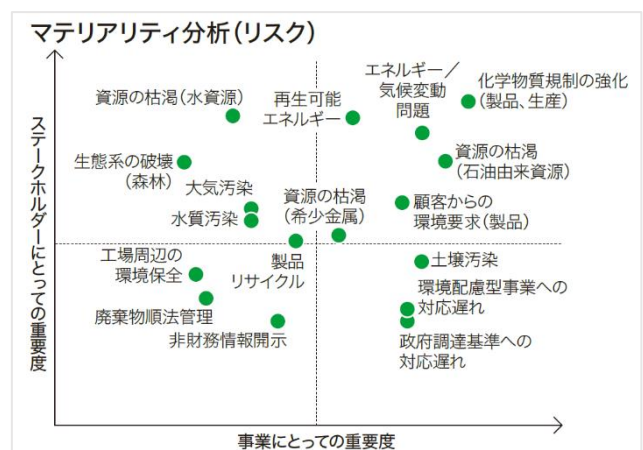 マテリアリティ分析（リスク）
ステークホルダーにとっての重要度
資源の枯渇（水資源）
再生可能
エネルギー
エネルギー／
気候変動
問題
化学物質規制の強化
（製品、生産）
生態系の破壊
（森林）
資源の枯渇
（石油由来資源）
大気汚染
水質汚染
資源の枯渇
（希少金属）
顧客からの
環境要求（製品）
工場周辺の
環境保全
製品
リサイクル
土壌汚染
環境配慮型事業への
対応遅れ
廃棄物順法管理
非財務情報開示
政府調達基準への
対応遅れ
事業にとっての重要度